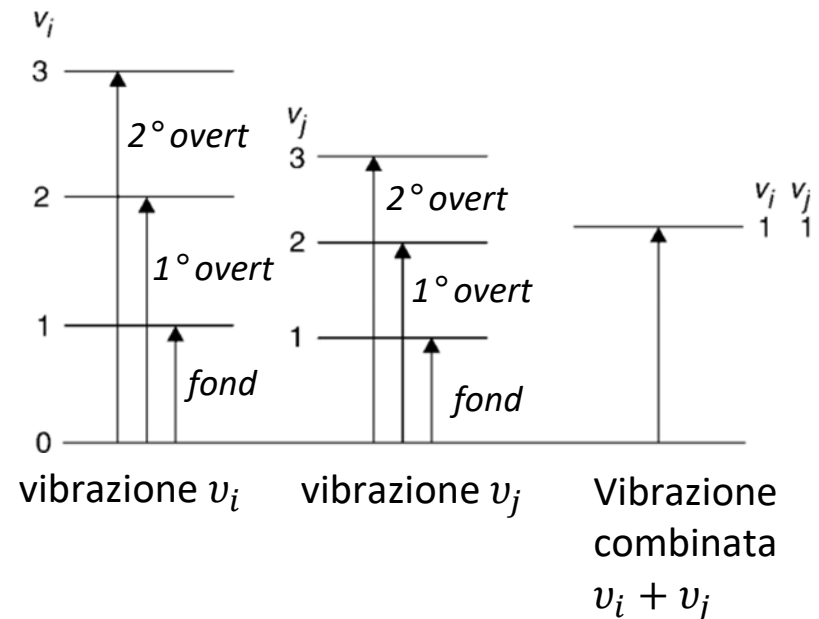 v_i
3
2° overt
2
1° overt
1
fond
0
vibrazione υ_i
v_j
3
2° overt
2
1° overt
1
fond
vibrazione υ_j
v_i v_j
1 1
Vibrazione
combinata
υ_i + υ_j